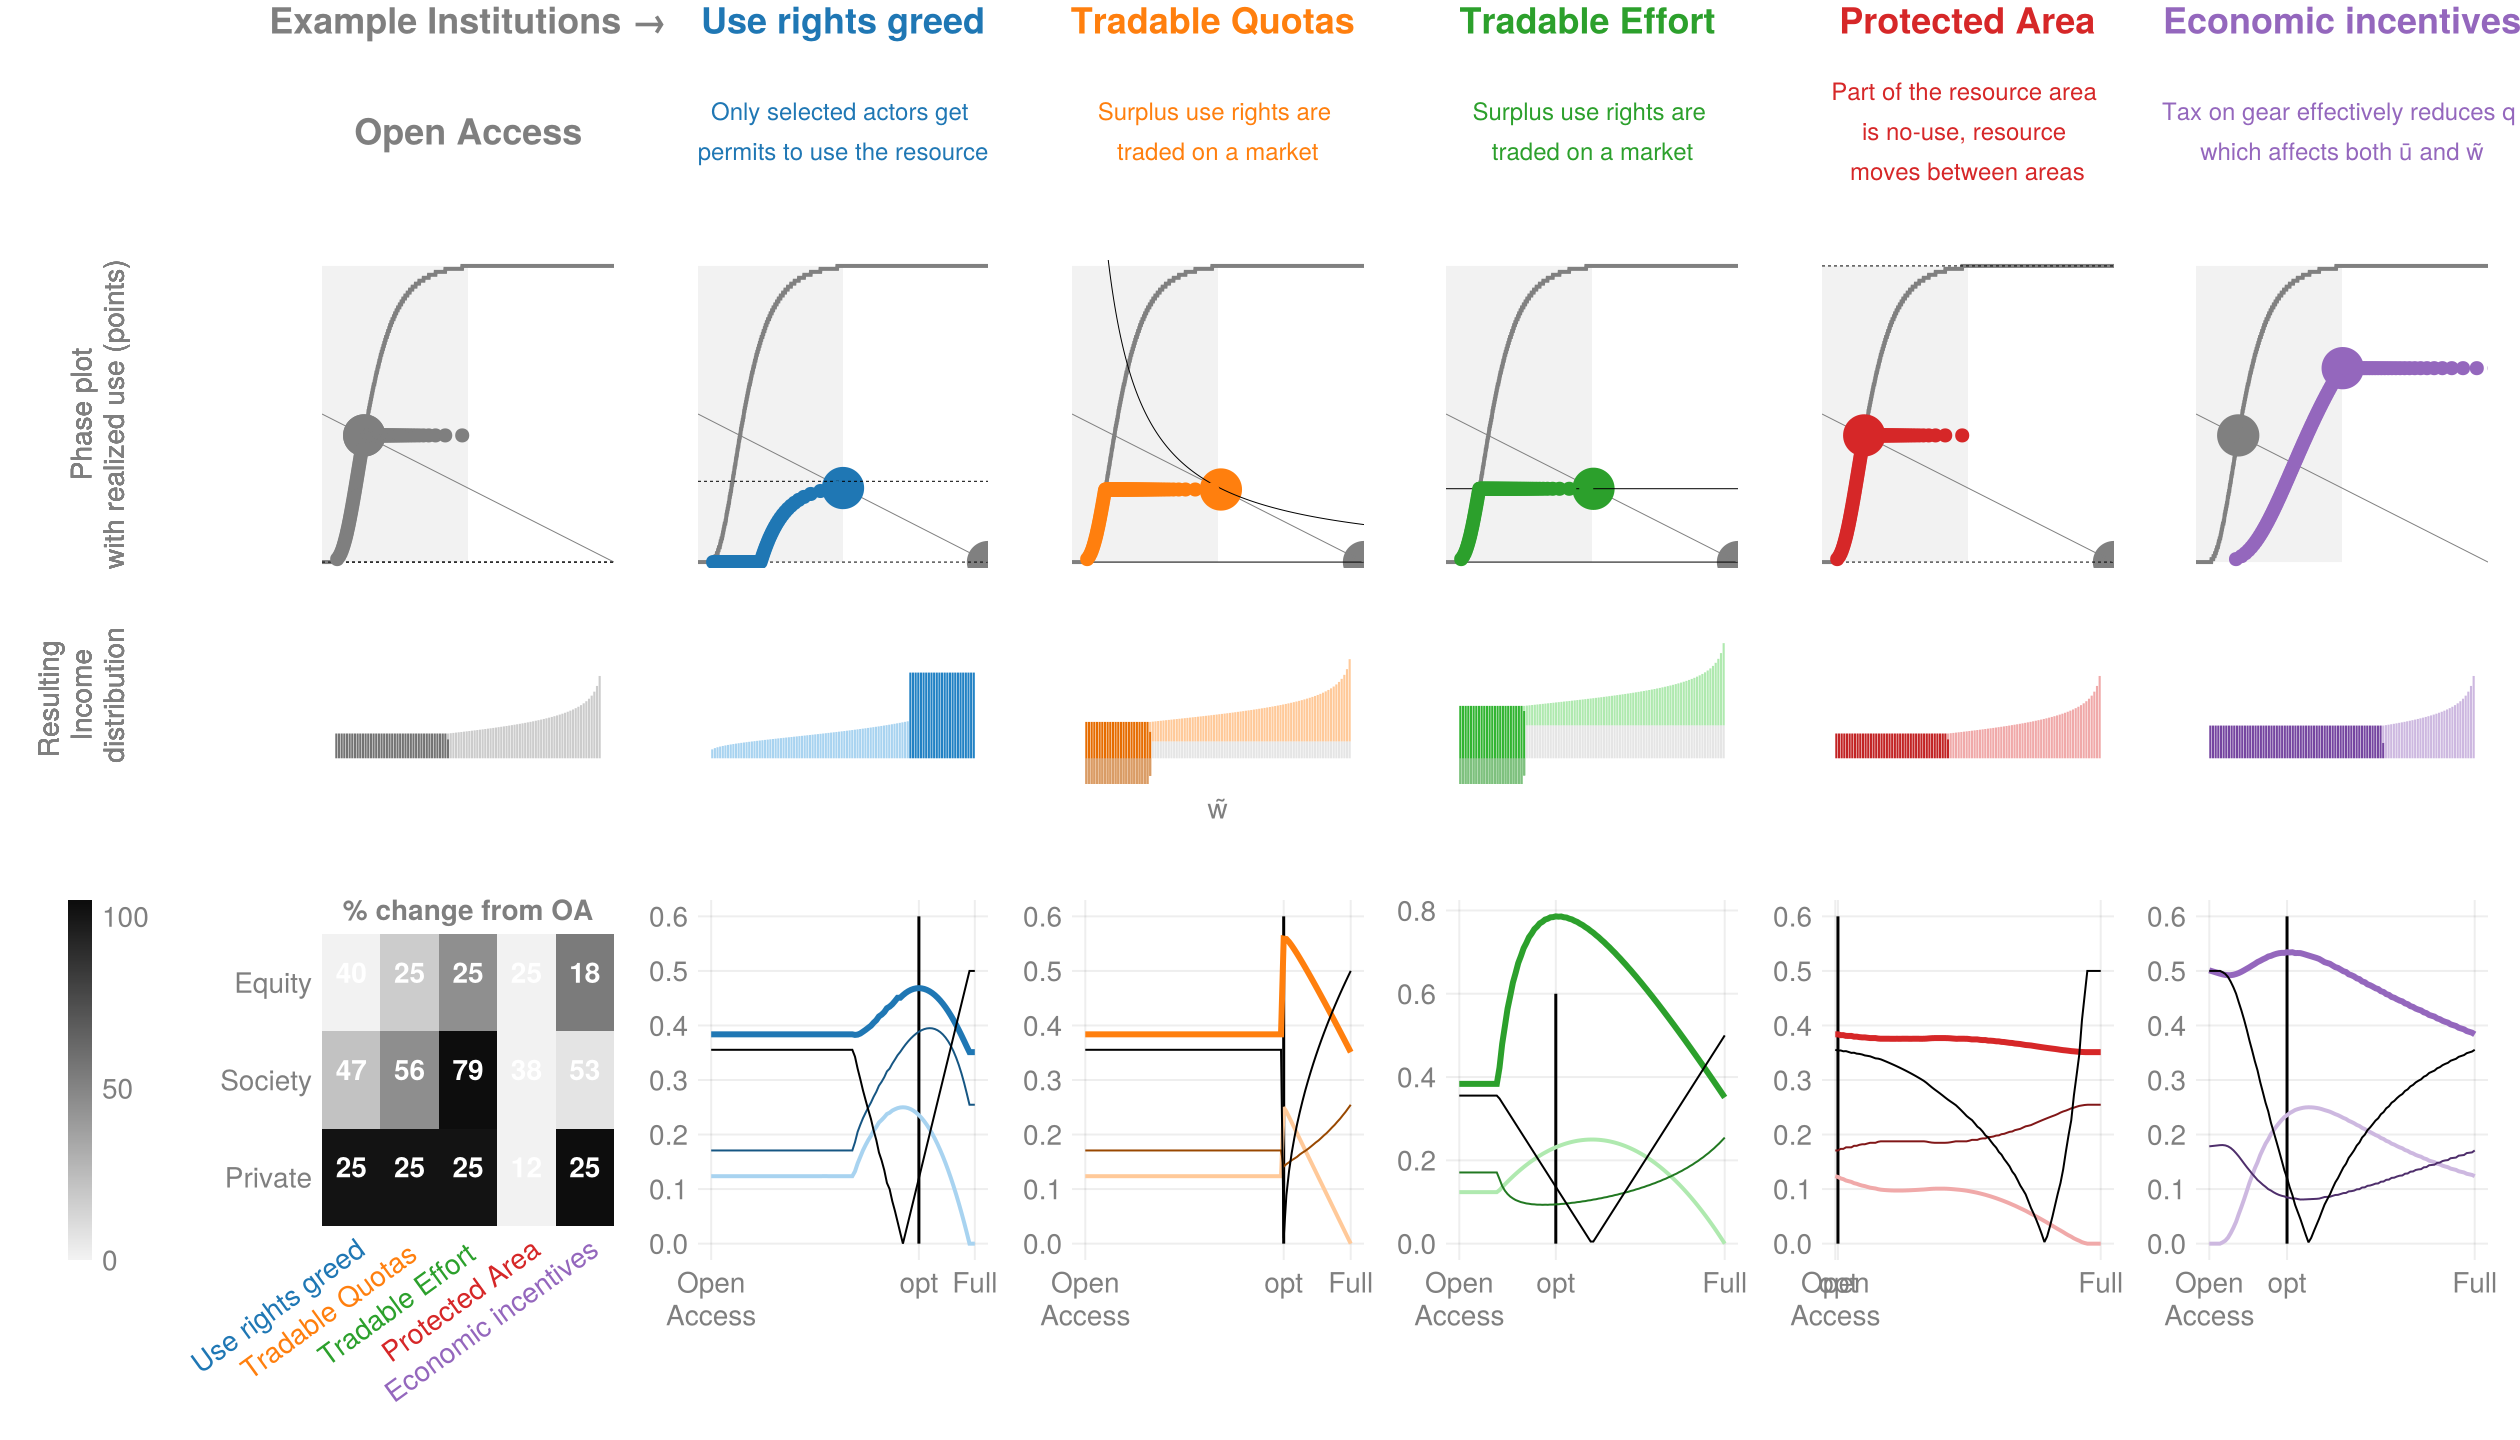 Example Institutions →
Use rights greed
Tradable Quotas
Tradable Effort
Protected Area
Economic incentives
Open Access
Only selected actors get
permits to use the resource
Surplus use rights are
traded on a market
Surplus use rights are
traded on a market
Part of the resource area
is no-use, resource
moves between areas
Tax on gear effectively reduces q
which affects both ū and w̃
Phase plot
with realized use (points)
Resulting
Income
distribution
w̃
100
50
0
% change from OA
Equity
40 25 25 25 18
Society
47 56 79 38 53
Private
25 25 25 12 25
Use rights greed
Tradable Quotas
Tradable Effort
Protected Area
Economic incentives
0.6
0.5
0.4
0.3
0.2
0.1
0.0
Open
Access
opt
Full
0.6
0.5
0.4
0.3
0.2
0.1
0.0
Open
Access
opt
Full
0.8
0.6
0.4
0.2
0.0
Open
Access
opt
Full
0.6
0.5
0.4
0.3
0.2
0.1
0.0
Open
Access
opt
Full
0.6
0.5
0.4
0.3
0.2
0.1
0.0
Open
Access
opt
Full